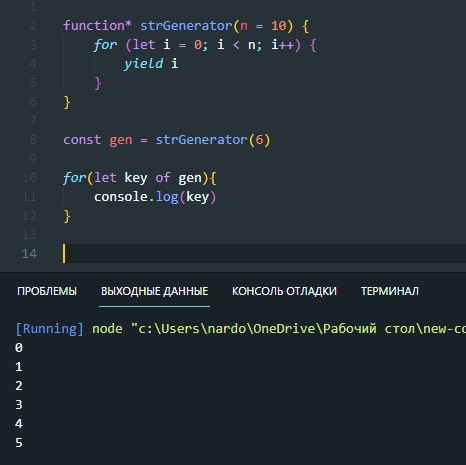 1
2 function* strGenerator(n = 10) {
3 for (let i = 0; i < n; i++) {
4 yield i
5 }
6 }
7
8 const gen = strGenerator(6)
9
10 for(let key of gen){
11 console.log(key)
12 }
13
14
ПРОБЛЕМЫ ВЫХОДНЫЕ ДАННЫЕ КОНСОЛЬ ОТЛАДКИ ТЕРМИНАЛ
[Running] node "c:\Users\nardo\OneDrive\Рабочий стол\new-co
0
1
2
3
4
5